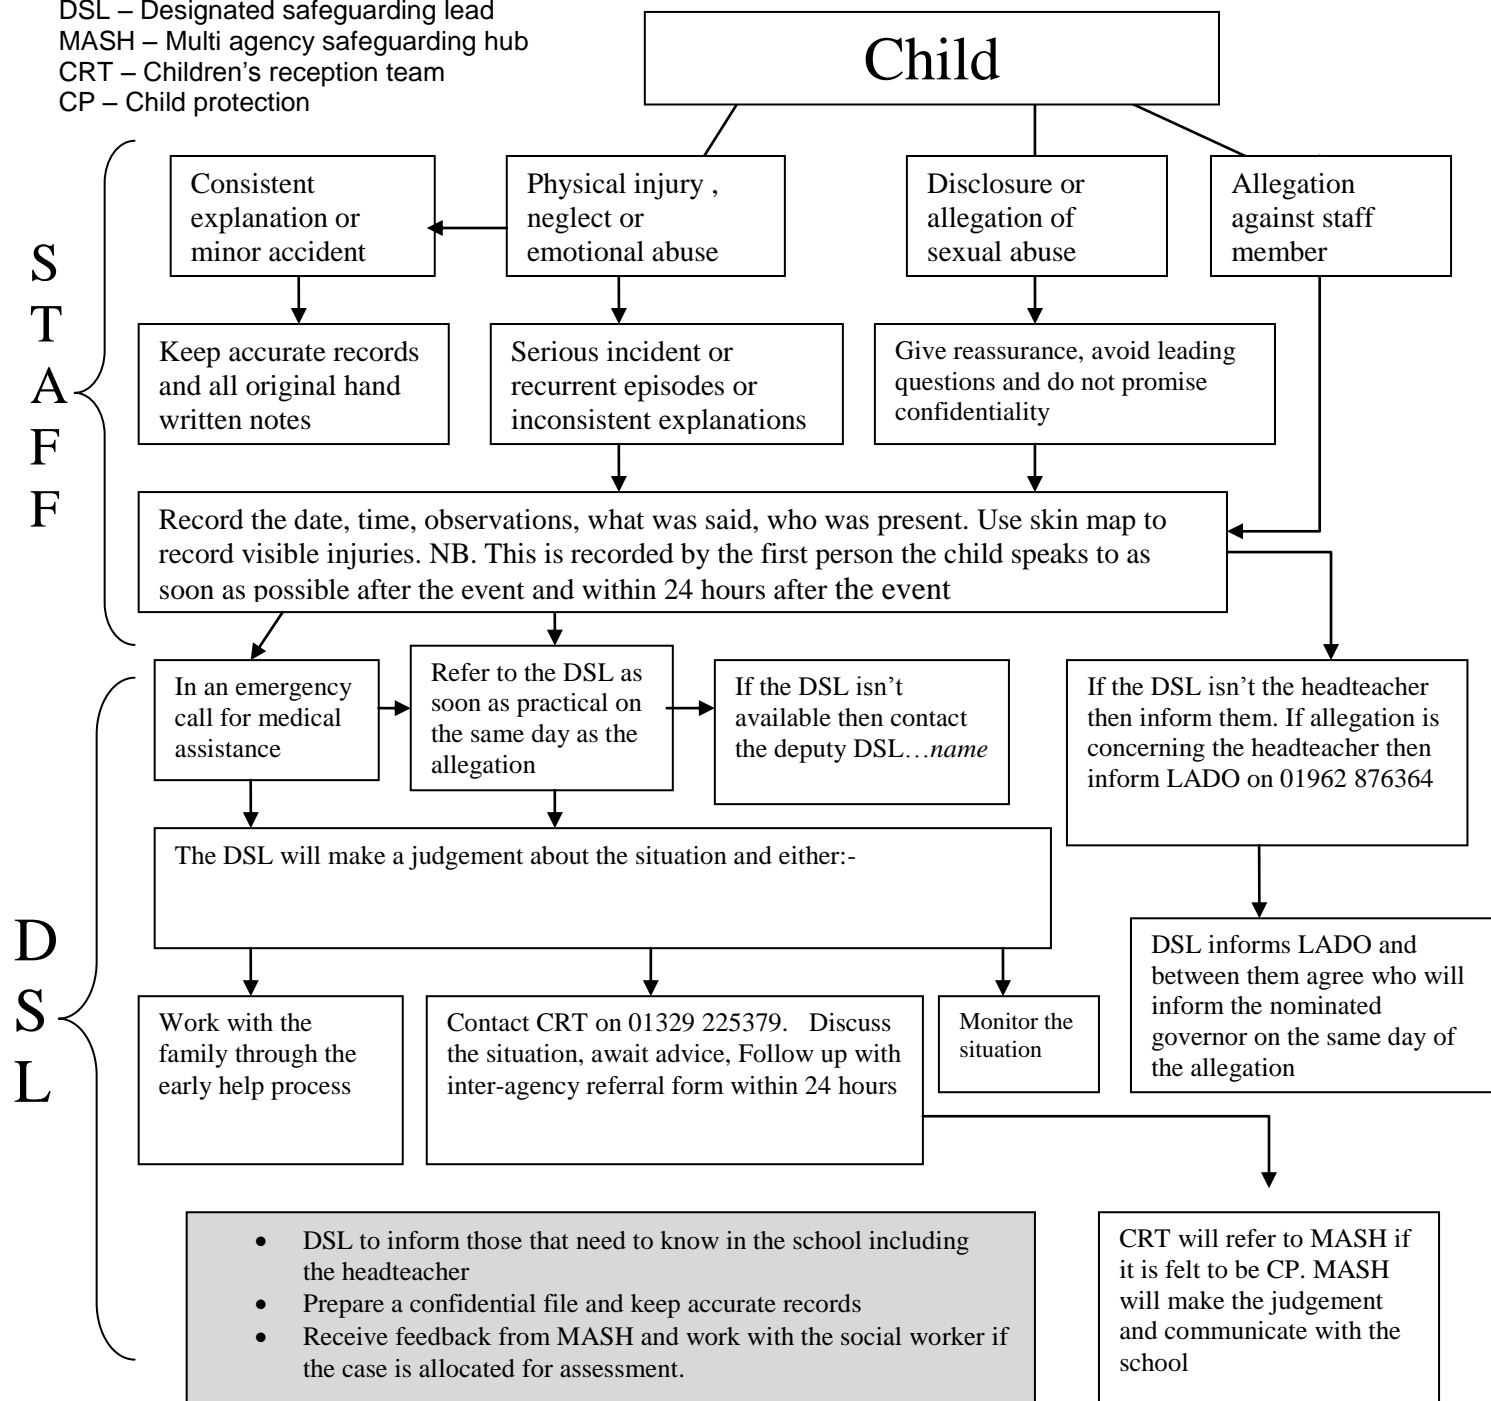 DSL – Designated safeguarding lead
MASH – Multi agency safeguarding hub
CRT – Children's reception team
CP – Child protection
Child
STAFF
Consistent
explanation or
minor accident
Physical injury ,
neglect or
emotional abuse
Disclosure or
allegation of
sexual abuse
Allegation
against staff
member
Keep accurate records
and all original hand
written notes
Serious incident or
recurrent episodes or
inconsistent explanations
Give reassurance, avoid leading
questions and do not promise
confidentiality
Record the date, time, observations, what was said, who was present. Use skin map to
record visible injuries. NB. This is recorded by the first person the child speaks to as
soon as possible after the event and within 24 hours after the event
DSL
In an emergency
call for medical
assistance
Refer to the DSL as
soon as practical on
the same day as the
allegation
If the DSL isn't
available then contact
the deputy DSL…name
If the DSL isn't the headteacher
then inform them. If allegation is
concerning the headteacher then
inform LADO on 01962 876364
The DSL will make a judgement about the situation and either:-
DSL informs LADO and
between them agree who will
inform the nominated
governor on the same day of
the allegation
Work with the
family through the
early help process
Contact CRT on 01329 225379.   Discuss
the situation, await advice, Follow up with
inter-agency referral form within 24 hours
Monitor the
situation
• DSL to inform those that need to know in the school including
the headteacher
• Prepare a confidential file and keep accurate records
• Receive feedback from MASH and work with the social worker if
the case is allocated for assessment.
CRT will refer to MASH if
it is felt to be CP. MASH
will make the judgement
and communicate with the
school